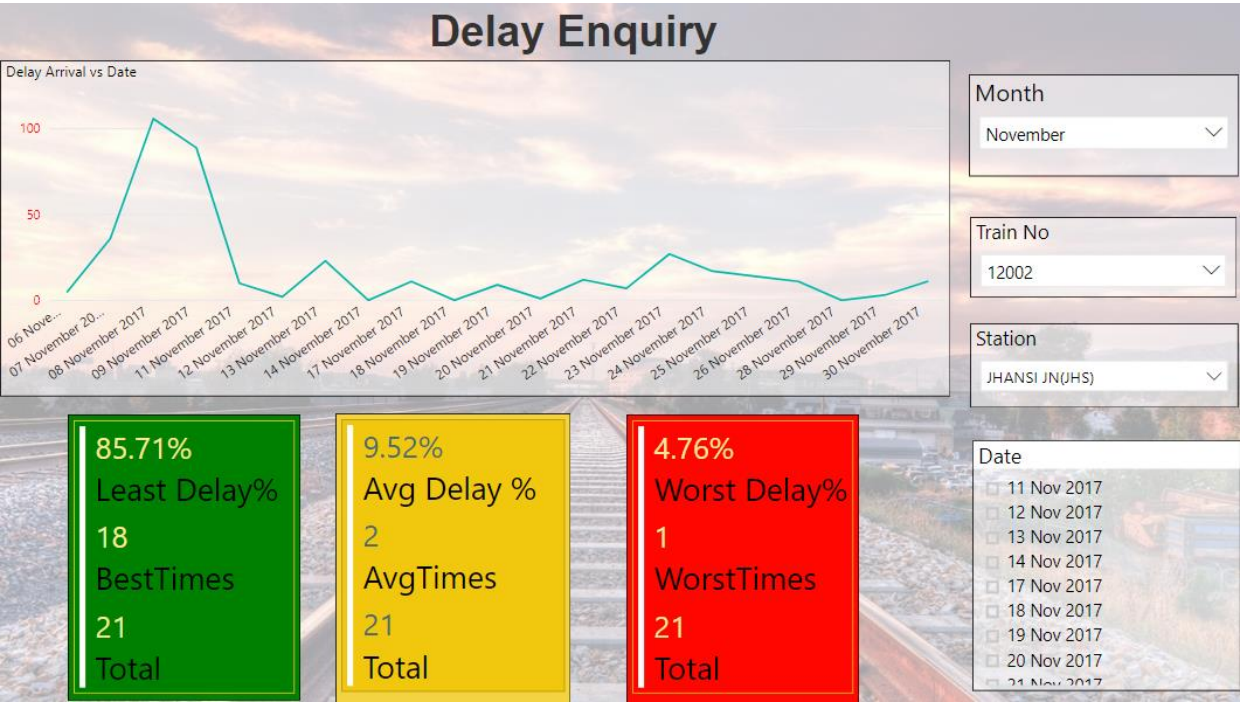 Delay Enquiry
Delay Arrival vs Date
100
50
0
06 Nove...
07 November 20...
08 November 2017
09 November 2017
11 November 2017
12 November 2017
13 November 2017
14 November 2017
17 November 2017
18 November 2017
19 November 2017
20 November 2017
21 November 2017
22 November 2017
23 November 2017
24 November 2017
25 November 2017
26 November 2017
28 November 2017
29 November 2017
30 November 2017
Month
November
Train No
12002
Station
JHANSI JN(JHS)
85.71%
Least Delay%
18
BestTimes
21
Total
9.52%
Avg Delay %
2
AvgTimes
21
Total
4.76%
Worst Delay%
1
WorstTimes
21
Total
Date
11 Nov 2017
12 Nov 2017
13 Nov 2017
14 Nov 2017
17 Nov 2017
18 Nov 2017
19 Nov 2017
20 Nov 2017
21 Nov 2017